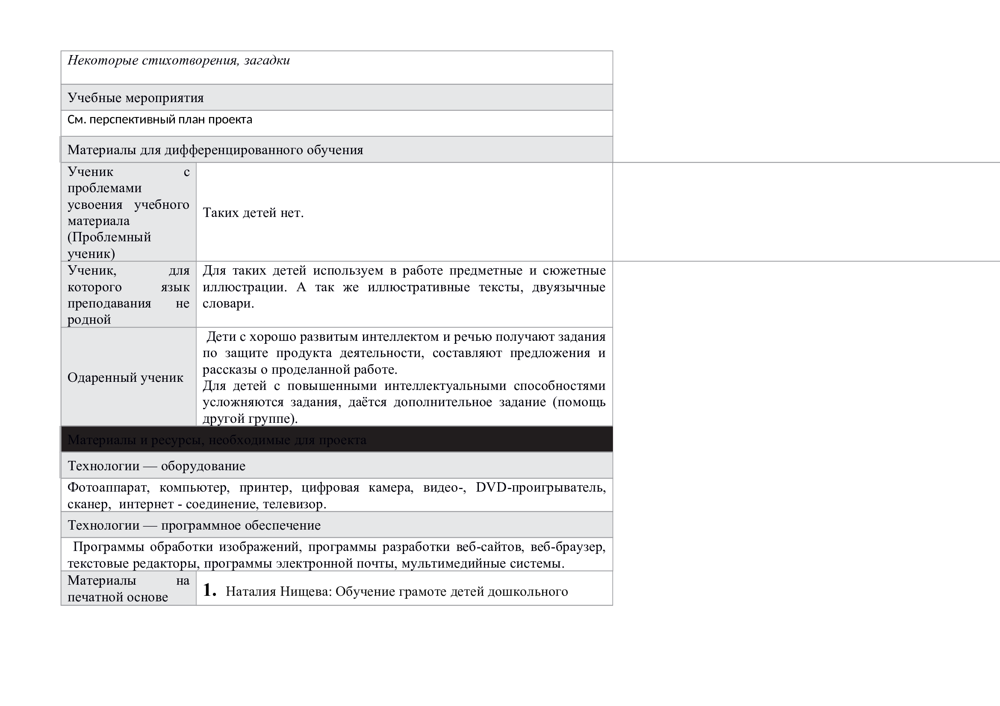 Некоторые стихотворения, загадки
Учебные мероприятия
См. перспективный план проекта
Материалы для дифференцированного обучения
Ученик с
проблемами
усвоения учебного
материала
(Проблемный
ученик)
Таких детей нет.
Ученик, для
которого язык
преподавания не
родной
Для таких детей используем в работе предметные и сюжетные
иллюстрации. А так же иллюстративные тексты, двуязычные
словари.
Одаренный ученик
Дети с хорошо развитым интеллектом и речью получают задания
по защите продукта деятельности, составляют предложения и
рассказы о проделанной работе.
Для детей с повышенными интеллектуальными способностями
усложняются задания, даётся дополнительное задание (помощь
другой группе).
Материалы и ресурсы, необходимые для проекта
Технологии — оборудование
Фотоаппарат, компьютер, принтер, цифровая камера, видео-, DVD-проигрыватель,
сканер, интернет - соединение, телевизор.
Технологии — программное обеспечение
Программы обработки изображений, программы разработки веб-сайтов, веб-браузер,
текстовые редакторы, программы электронной почты, мультимедийные системы.
Материалы на
печатной основе
1. Наталия Нищева: Обучение грамоте детей дошкольного